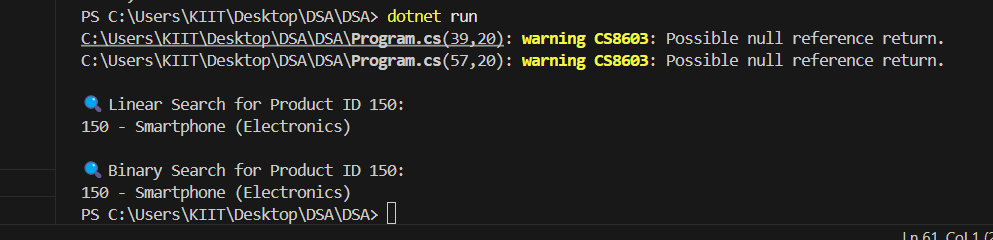 PS C:\Users\KIIT\Desktop\DSA\DSA> dotnet run
C:\Users\KIIT\Desktop\DSA\DSA\Program.cs(39,20): warning CS8603: Possible null reference return.
C:\Users\KIIT\Desktop\DSA\DSA\Program.cs(57,20): warning CS8603: Possible null reference return.
🔍 Linear Search for Product ID 150:
150 - Smartphone (Electronics)
🔍 Binary Search for Product ID 150:
150 - Smartphone (Electronics)
PS C:\Users\KIIT\Desktop\DSA\DSA>
Ln 61, Col 1